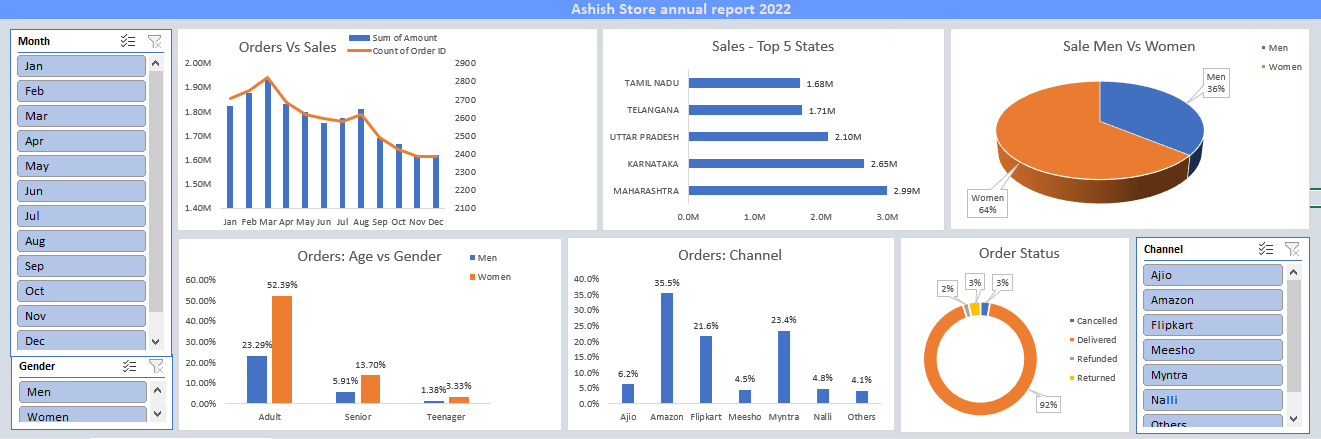 Ashish Store annual report 2022
Month
Jan
Feb
Mar
Apr
May
Jun
Jul
Aug
Sep
Oct
Nov
Dec
Gender
Men
Women
Orders Vs Sales
Sum of Amount
Count of Order ID
2.00M
1.90M
1.80M
1.70M
1.60M
1.50M
1.40M
2900
2800
2700
2600
2500
2400
2300
2200
2100
Jan Feb Mar Apr May Jun Jul Aug Sep Oct Nov Dec
Sales - Top 5 States
TAMIL NADU 1.68M
TELANGANA 1.71M
UTTAR PRADESH 2.10M
KARNATAKA 2.65M
MAHARASHTRA 2.99M
0.0M 1.0M 2.0M 3.0M
Sale Men Vs Women
Men
Women
Men
36%
Women
64%
Orders: Age vs Gender
Men
Women
60.00%
50.00%
40.00%
30.00%
20.00%
10.00%
0.00%
23.29% 52.39%
5.91% 13.70%
1.38% 3.33%
Adult Senior Teenager
Orders: Channel
40.0%
35.0%
30.0%
25.0%
20.0%
15.0%
10.0%
5.0%
0.0%
6.2% 35.5% 21.6% 4.5% 23.4% 4.8% 4.1%
Ajio Amazon Flipkart Meesho Myntra Nalli Others
Order Status
2% 3% 3%
92%
Cancelled
Delivered
Refunded
Returned
Channel
Ajio
Amazon
Flipkart
Meesho
Myntra
Nalli
Others